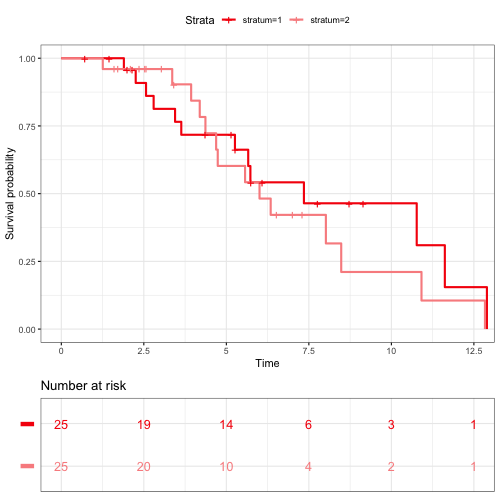 Strata stratum=1 stratum=2
1.00
0.75
0.50
0.25
0.00
Survival probability
0 2.5 5 7.5 10 12.5
Time
Number at risk
25 19 14 6 3 1
25 20 10 4 2 1